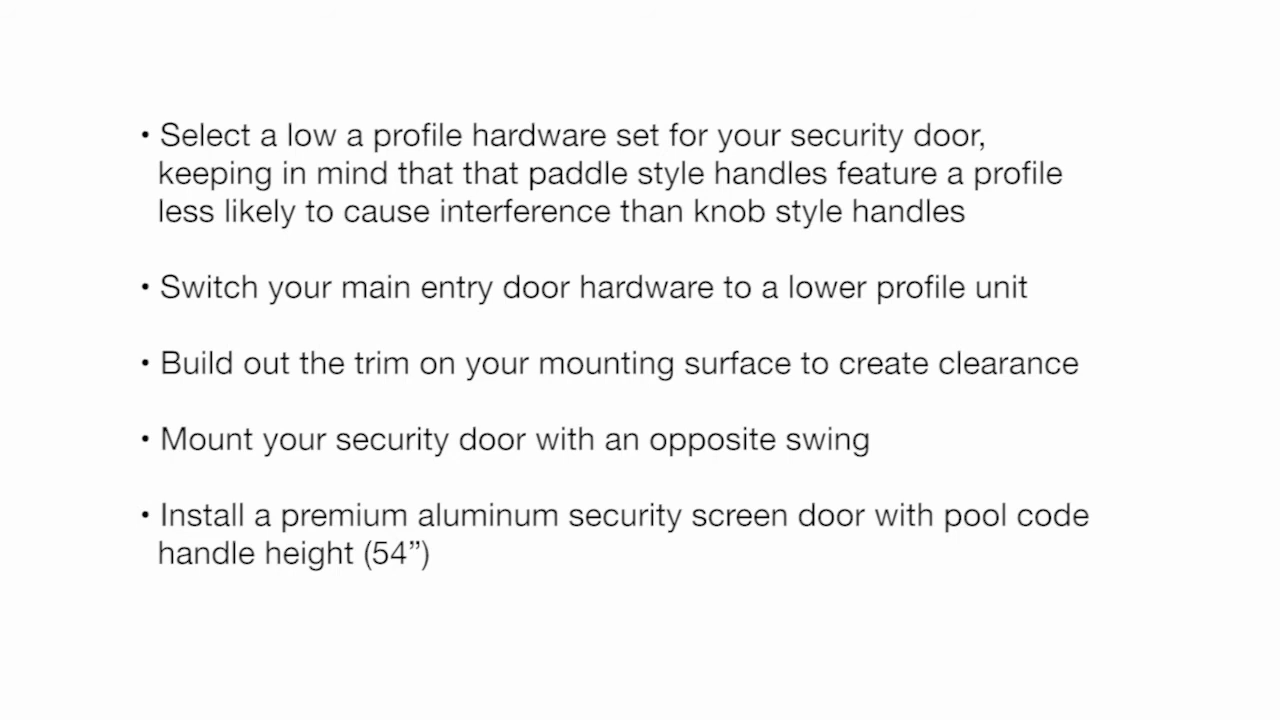 • Select a low a profile hardware set for your security door,
keeping in mind that that paddle style handles feature a profile
less likely to cause interference than knob style handles
• Switch your main entry door hardware to a lower profile unit
• Build out the trim on your mounting surface to create clearance
• Mount your security door with an opposite swing
• Install a premium aluminum security screen door with pool code
handle height (54”)